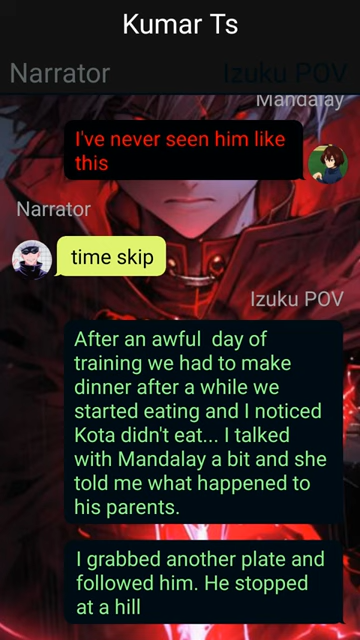 Kumar Ts
Narrator
Izuku POV
Mandalay
I've never seen him like
this
Narrator
time skip
Izuku POV
After an awful day of
training we had to make
dinner after a while we
started eating and I noticed
Kota didn't eat... I talked
with Mandalay a bit and she
told me what happened to
his parents.
I grabbed another plate and
followed him. He stopped
at a hill